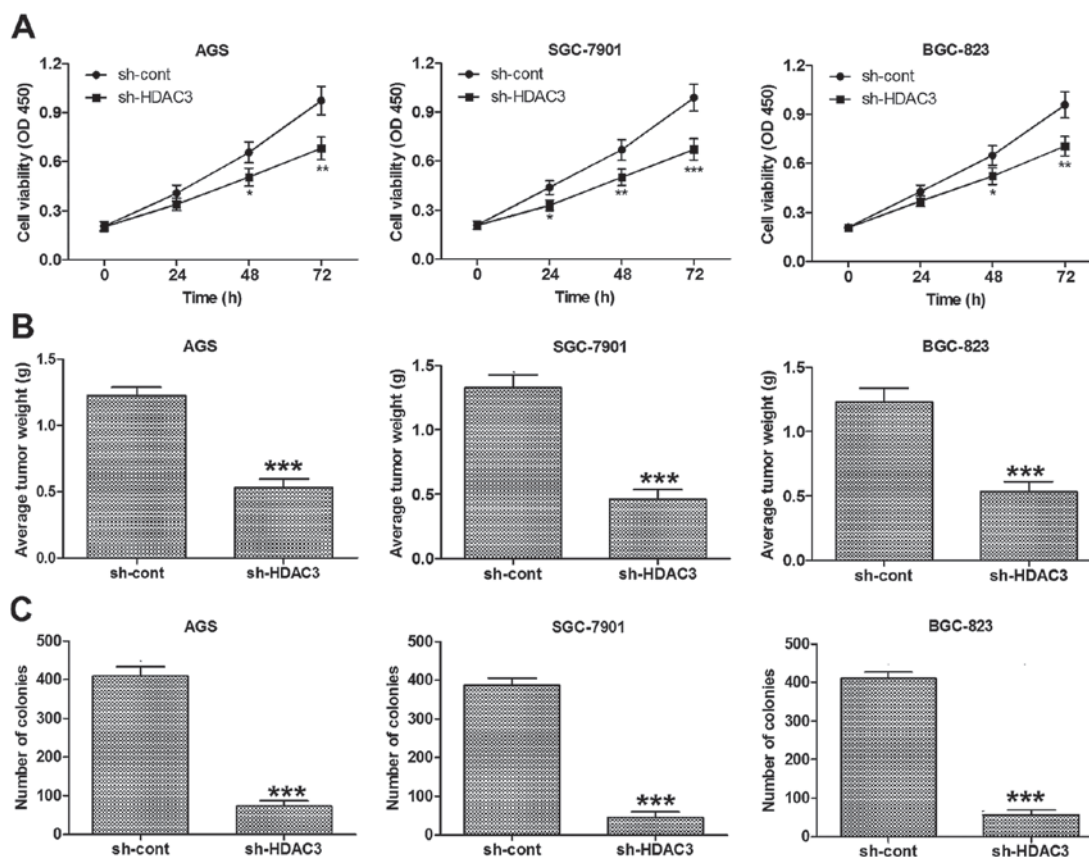 A
AGS
SGC-7901
BGC-823
Cell viability (OD 450)
1.2
0.9
0.6
0.3
0.0
sh-cont
sh-HDAC3
*
**
0
24
48
72
Time (h)
Cell viability (OD 450)
1.2
0.9
0.6
0.3
0.0
sh-cont
sh-HDAC3
*
**
***
0
24
48
72
Time (h)
Cell viability (OD 450)
1.2
0.9
0.6
0.3
0.0
sh-cont
sh-HDAC3
*
**
0
24
48
72
Time (h)
B
AGS
SGC-7901
BGC-823
Average tumor weight (g)
1.5
1.0
0.5
0.0
***
sh-cont
sh-HDAC3
Average tumor weight (g)
1.5
1.0
0.5
0.0
***
sh-cont
sh-HDAC3
Average tumor weight (g)
1.5
1.0
0.5
0.0
***
sh-cont
sh-HDAC3
C
AGS
SGC-7901
BGC-823
Number of colonies
500
400
300
200
100
0
***
sh-cont
sh-HDAC3
Number of colonies
500
400
300
200
100
0
***
sh-cont
sh-HDAC3
Number of colonies
500
400
300
200
100
0
***
sh-cont
sh-HDAC3